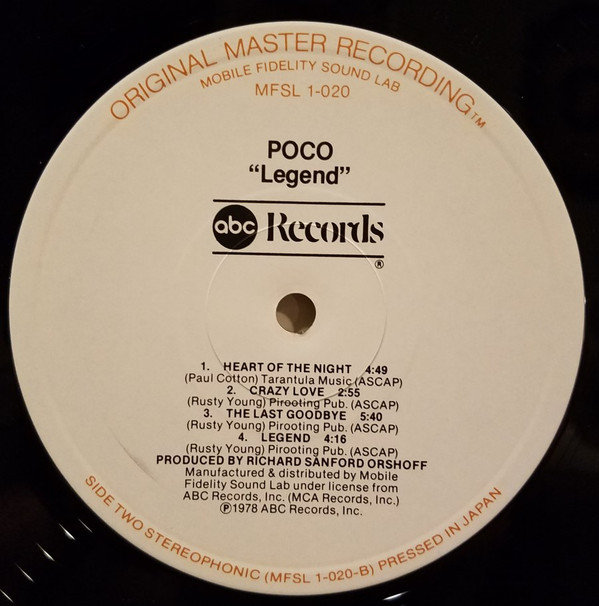 ORIGINAL MASTER RECORDING TM
MOBILE FIDELITY SOUND LAB
MFSL 1-020
POCO
“Legend”
abc Records
®
1. HEART OF THE NIGHT 4:49
(Paul Cotton) Tarantula Music (ASCAP)
2. CRAZY LOVE 2:55
(Rusty Young) Pirooting Pub. (ASCAP)
3. THE LAST GOODBYE 5:40
(Rusty Young) Pirooting Pub. (ASCAP)
4. LEGEND 4:16
(Rusty Young) Pirooting Pub. (ASCAP)
PRODUCED BY RICHARD SANFORD ORSHOFF
Manufactured & distributed by Mobile
Fidelity Sound Lab under license from
ABC Records, Inc. (MCA Records, Inc.)
℗1978 ABC Records, Inc.
SIDE TWO STEREOPHONIC (MFSL 1-020-B) PRESSED IN JAPAN